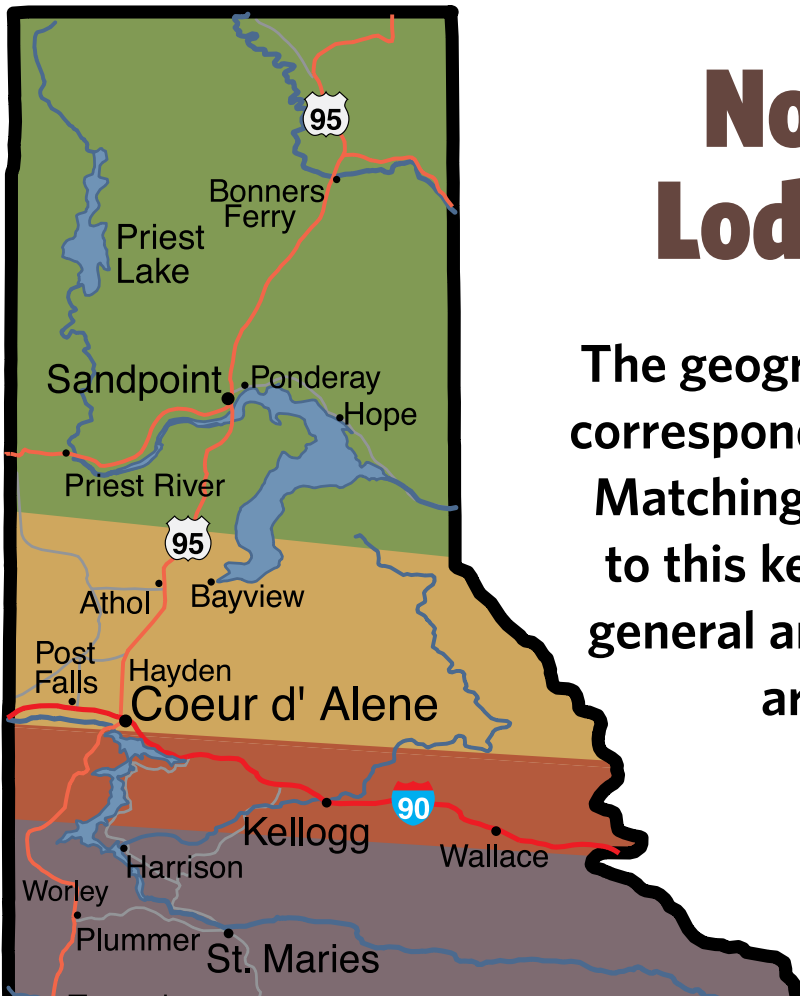 No
Lod
95
Bonners
Ferry
Priest
Lake
Sandpoint
Ponderay
Hope
Priest River
The geogr
correspond
Matching
to this ke
general ar
ar
95
Athol
Bayview
Post
Falls
Hayden
Coeur d' Alene
90
Kellogg
Wallace
Harrison
Worley
Plummer
St. Maries